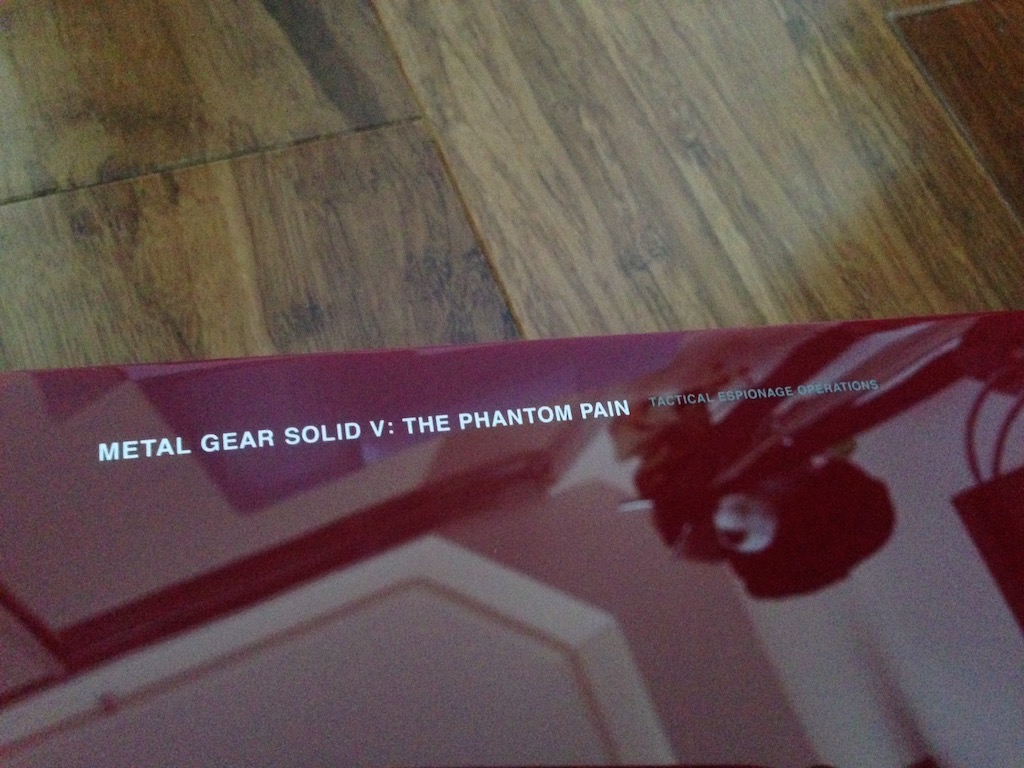 METAL GEAR SOLID V: THE PHANTOM PAIN TACTICAL ESPIONAGE OPERATIONS